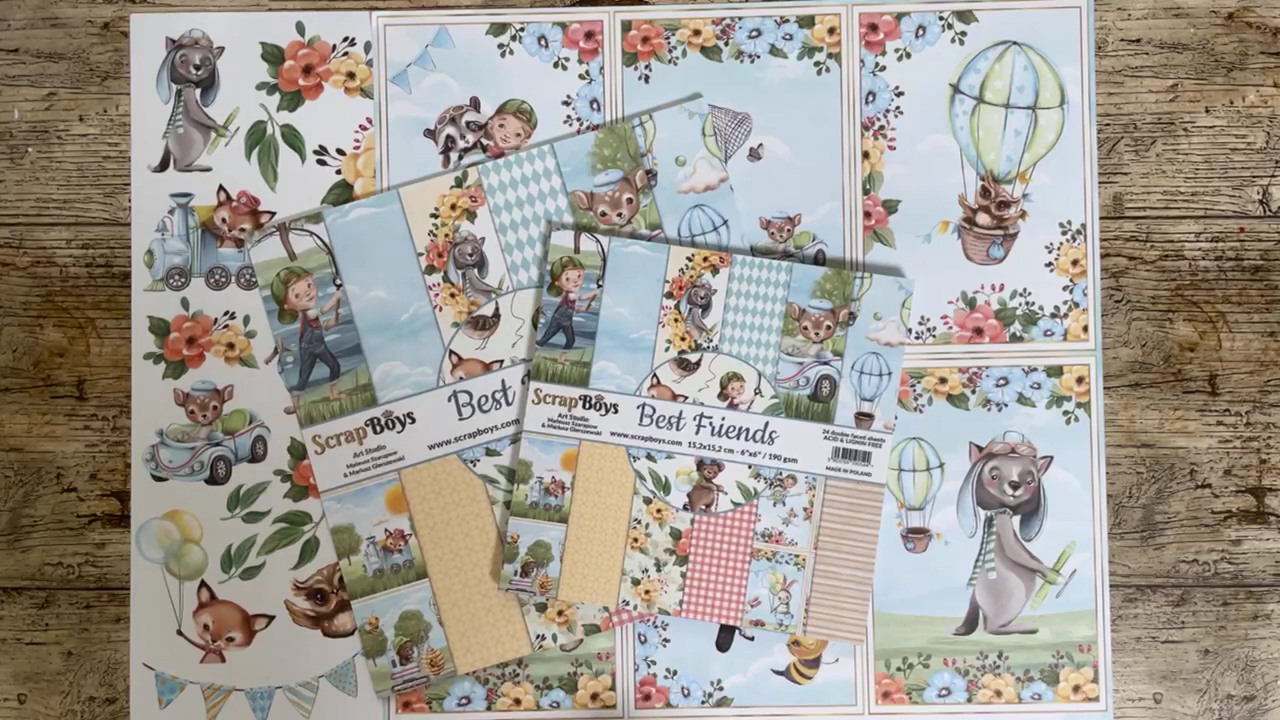 ScrapBoys
Best
Art Studio
Mateusz Szarapow
& Mariusz Gierszewski
www.scrapboys.com
ScrapBoys
Best Friends
Art Studio
Mateusz Szarapow
& Mariusz Gierszewski
www.scrapboys.com 15,2x15,2 cm - 6"x6" / 190 gsm
24 double faced sheets
ACID & LIGNIN FREE
MADE IN POLAND